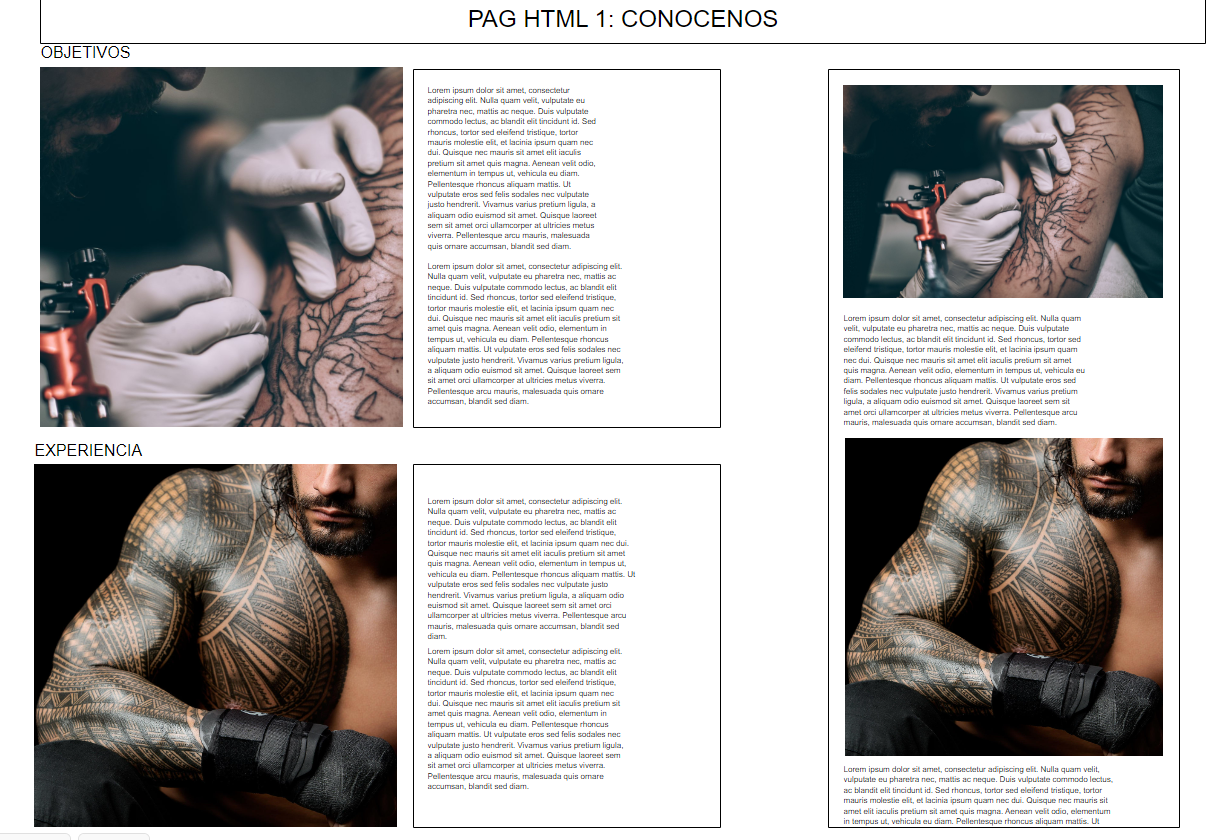 PAG HTML 1: CONOCENOS
OBJETIVOS
Lorem ipsum dolor sit amet, consectetur
adipiscing elit. Nulla quam velit, vulputate eu
pharetra nec, mattis ac neque. Duis vulputate
commodo lectus, ac blandit elit tincidunt id. Sed
rhoncus, tortor sed eleifend tristique, tortor
mauris molestie elit, et lacinia ipsum quam nec
dui. Quisque nec mauris sit amet elit iaculis
pretium sit amet quis magna. Aenean velit odio,
elementum in tempus ut, vehicula eu diam.
Pellentesque rhoncus aliquam mattis. Ut
vulputate eros sed felis sodales nec vulputate
justo hendrerit. Vivamus varius pretium ligula, a
aliquam odio euismod sit amet. Quisque laoreet
sem sit amet orci ullamcorper at ultricies metus
viverra. Pellentesque arcu mauris, malesuada
quis ornare accumsan, blandit sed diam.
Lorem ipsum dolor sit amet, consectetur adipiscing elit.
Nulla quam velit, vulputate eu pharetra nec, mattis ac
neque. Duis vulputate commodo lectus, ac blandit elit
tincidunt id. Sed rhoncus, tortor sed eleifend tristique,
tortor mauris molestie elit, et lacinia ipsum quam nec
dui. Quisque nec mauris sit amet elit iaculis pretium sit
amet quis magna. Aenean velit odio, elementum in
tempus ut, vehicula eu diam. Pellentesque rhoncus
aliquam mattis. Ut vulputate eros sed felis sodales nec
vulputate justo hendrerit. Vivamus varius pretium ligula,
a aliquam odio euismod sit amet. Quisque laoreet sem
sit amet orci ullamcorper at ultricies metus viverra.
Pellentesque arcu mauris, malesuada quis ornare
accumsan, blandit sed diam.
EXPERIENCIA
Lorem ipsum dolor sit amet, consectetur adipiscing elit.
Nulla quam velit, vulputate eu pharetra nec, mattis ac
neque. Duis vulputate commodo lectus, ac blandit elit
tincidunt id. Sed rhoncus, tortor sed eleifend tristique,
tortor mauris molestie elit, et lacinia ipsum quam nec dui.
Quisque nec mauris sit amet elit iaculis pretium sit amet
quis magna. Aenean velit odio, elementum in tempus ut,
vehicula eu diam. Pellentesque rhoncus aliquam mattis. Ut
vulputate eros sed felis sodales nec vulputate justo
hendrerit. Vivamus varius pretium ligula, a aliquam odio
euismod sit amet. Quisque laoreet sem sit amet orci
ullamcorper at ultricies metus viverra. Pellentesque arcu
mauris, malesuada quis ornare accumsan, blandit sed
diam.
Lorem ipsum dolor sit amet, consectetur adipiscing elit.
Nulla quam velit, vulputate eu pharetra nec, mattis ac
neque. Duis vulputate commodo lectus, ac blandit elit
tincidunt id. Sed rhoncus, tortor sed eleifend tristique,
tortor mauris molestie elit, et lacinia ipsum quam nec
dui. Quisque nec mauris sit amet elit iaculis pretium sit
amet quis magna. Aenean velit odio, elementum in
tempus ut, vehicula eu diam. Pellentesque rhoncus
aliquam mattis. Ut vulputate eros sed felis sodales nec
vulputate justo hendrerit. Vivamus varius pretium ligula,
a aliquam odio euismod sit amet. Quisque laoreet sem
sit amet orci ullamcorper at ultricies metus viverra.
Pellentesque arcu mauris, malesuada quis ornare
accumsan, blandit sed diam.
Lorem ipsum dolor sit amet, consectetur adipiscing elit. Nulla quam
velit, vulputate eu pharetra nec, mattis ac neque. Duis vulputate
commodo lectus, ac blandit elit tincidunt id. Sed rhoncus, tortor sed
eleifend tristique, tortor mauris molestie elit, et lacinia ipsum quam
nec dui. Quisque nec mauris sit amet elit iaculis pretium sit amet
quis magna. Aenean velit odio, elementum in tempus ut, vehicula eu
diam. Pellentesque rhoncus aliquam mattis. Ut vulputate eros sed
felis sodales nec vulputate justo hendrerit. Vivamus varius pretium
ligula, a aliquam odio euismod sit amet. Quisque laoreet sem sit
amet orci ullamcorper at ultricies metus viverra. Pellentesque arcu
mauris, malesuada quis ornare accumsan, blandit sed diam.
Lorem ipsum dolor sit amet, consectetur adipiscing elit. Nulla quam velit,
vulputate eu pharetra nec, mattis ac neque. Duis vulputate commodo lectus,
ac blandit elit tincidunt id. Sed rhoncus, tortor sed eleifend tristique, tortor
mauris molestie elit, et lacinia ipsum quam nec dui. Quisque nec mauris sit
amet elit iaculis pretium sit amet quis magna. Aenean velit odio, elementum
in tempus ut, vehicula eu diam. Pellentesque rhoncus aliquam mattis. Ut